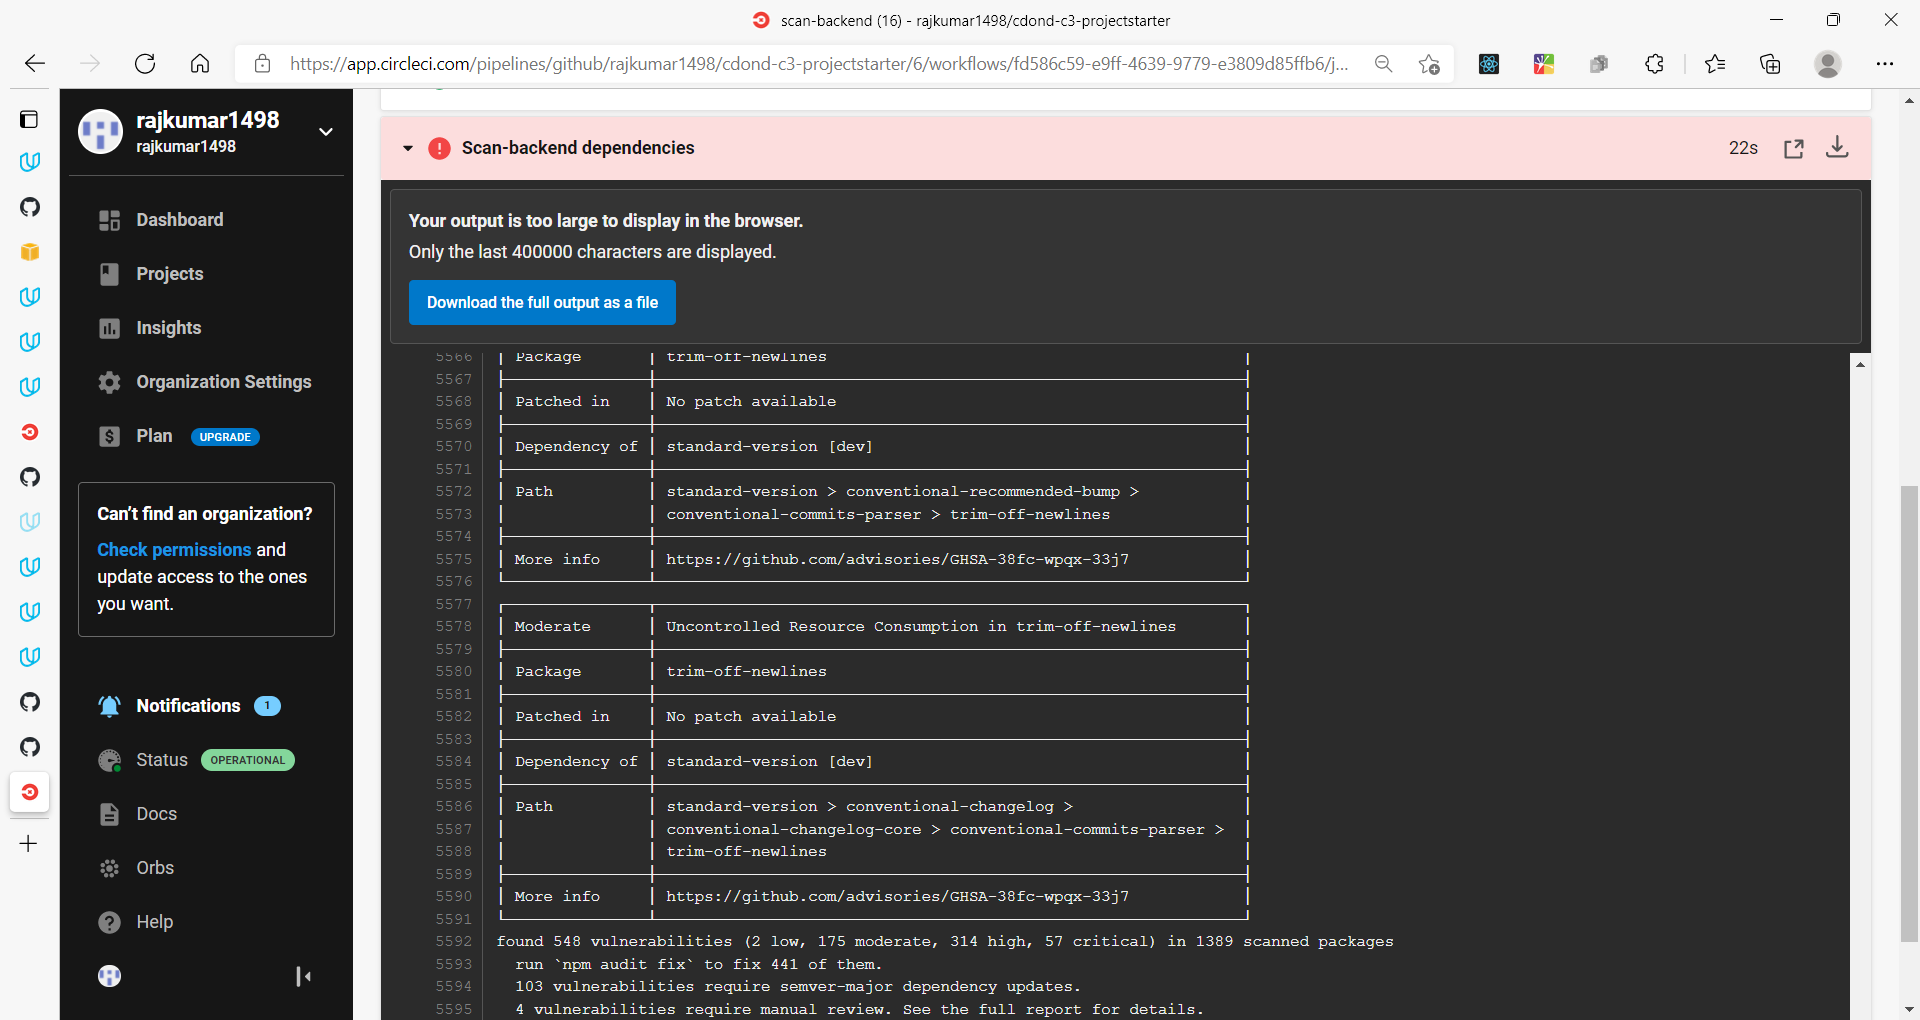 scan-backend (16) - rajkumar1498/cdond-c3-projectstarter
https://app.circleci.com/pipelines/github/rajkumar1498/cdond-c3-projectstarter/6/workflows/fd586c59-e9ff-4639-9779-e3809d85ffb6/j...
rajkumar1498
rajkumar1498
Dashboard
Projects
Insights
Organization Settings
Plan UPGRADE
Can't find an organization?
Check permissions and
update access to the ones
you want.
Notifications 1
Status OPERATIONAL
Docs
Orbs
Help
Scan-backend dependencies 22s
Your output is too large to display in the browser.
Only the last 400000 characters are displayed.
Download the full output as a file
5566 Package trim-off-newlines
5567
5568 Patched in No patch available
5569
5570 Dependency of standard-version [dev]
5571
5572 Path standard-version > conventional-recommended-bump >
5573 conventional-commits-parser > trim-off-newlines
5574
5575 More info https://github.com/advisories/GHSA-38fc-wpqx-33j7
5576
5577
5578 Moderate Uncontrolled Resource Consumption in trim-off-newlines
5579
5580 Package trim-off-newlines
5581
5582 Patched in No patch available
5583
5584 Dependency of standard-version [dev]
5585
5586 Path standard-version > conventional-changelog >
5587 conventional-changelog-core > conventional-commits-parser >
5588 trim-off-newlines
5589
5590 More info https://github.com/advisories/GHSA-38fc-wpqx-33j7
5591
5592 found 548 vulnerabilities (2 low, 175 moderate, 314 high, 57 critical) in 1389 scanned packages
5593 run `npm audit fix` to fix 441 of them.
5594 103 vulnerabilities require semver-major dependency updates.
5595 4 vulnerabilities require manual review. See the full report for details.